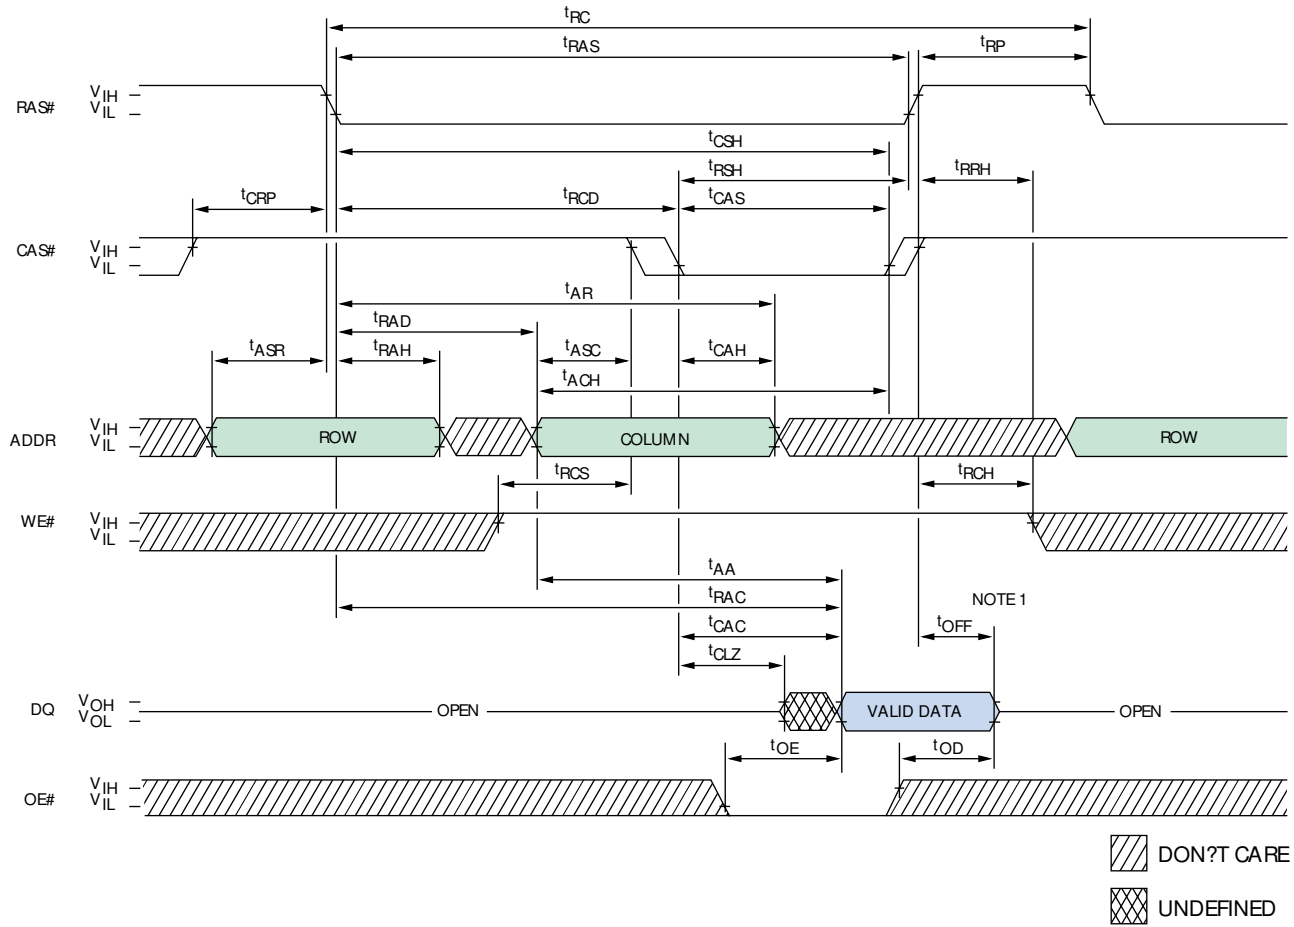 tRC
tRAS
tRP
RAS#
VIH
VIL
tCSH
tRSH
tRRH
tCRP
tRCD
tCAS
CAS#
VIH
VIL
tAR
tRAD
tASR
tRAH
tASC
tCAH
tACH
ADDR
VIH
VIL
ROW
COLUMN
ROW
tRCS
tRCH
WE#
VIH
VIL
tAA
tRAC
NOTE 1
tCAC
tOFF
tCLZ
DQ
VOH
VOL
OPEN
VALID DATA
OPEN
tOE
tOD
OE#
VIH
VIL
DON?T CARE
UNDEFINED